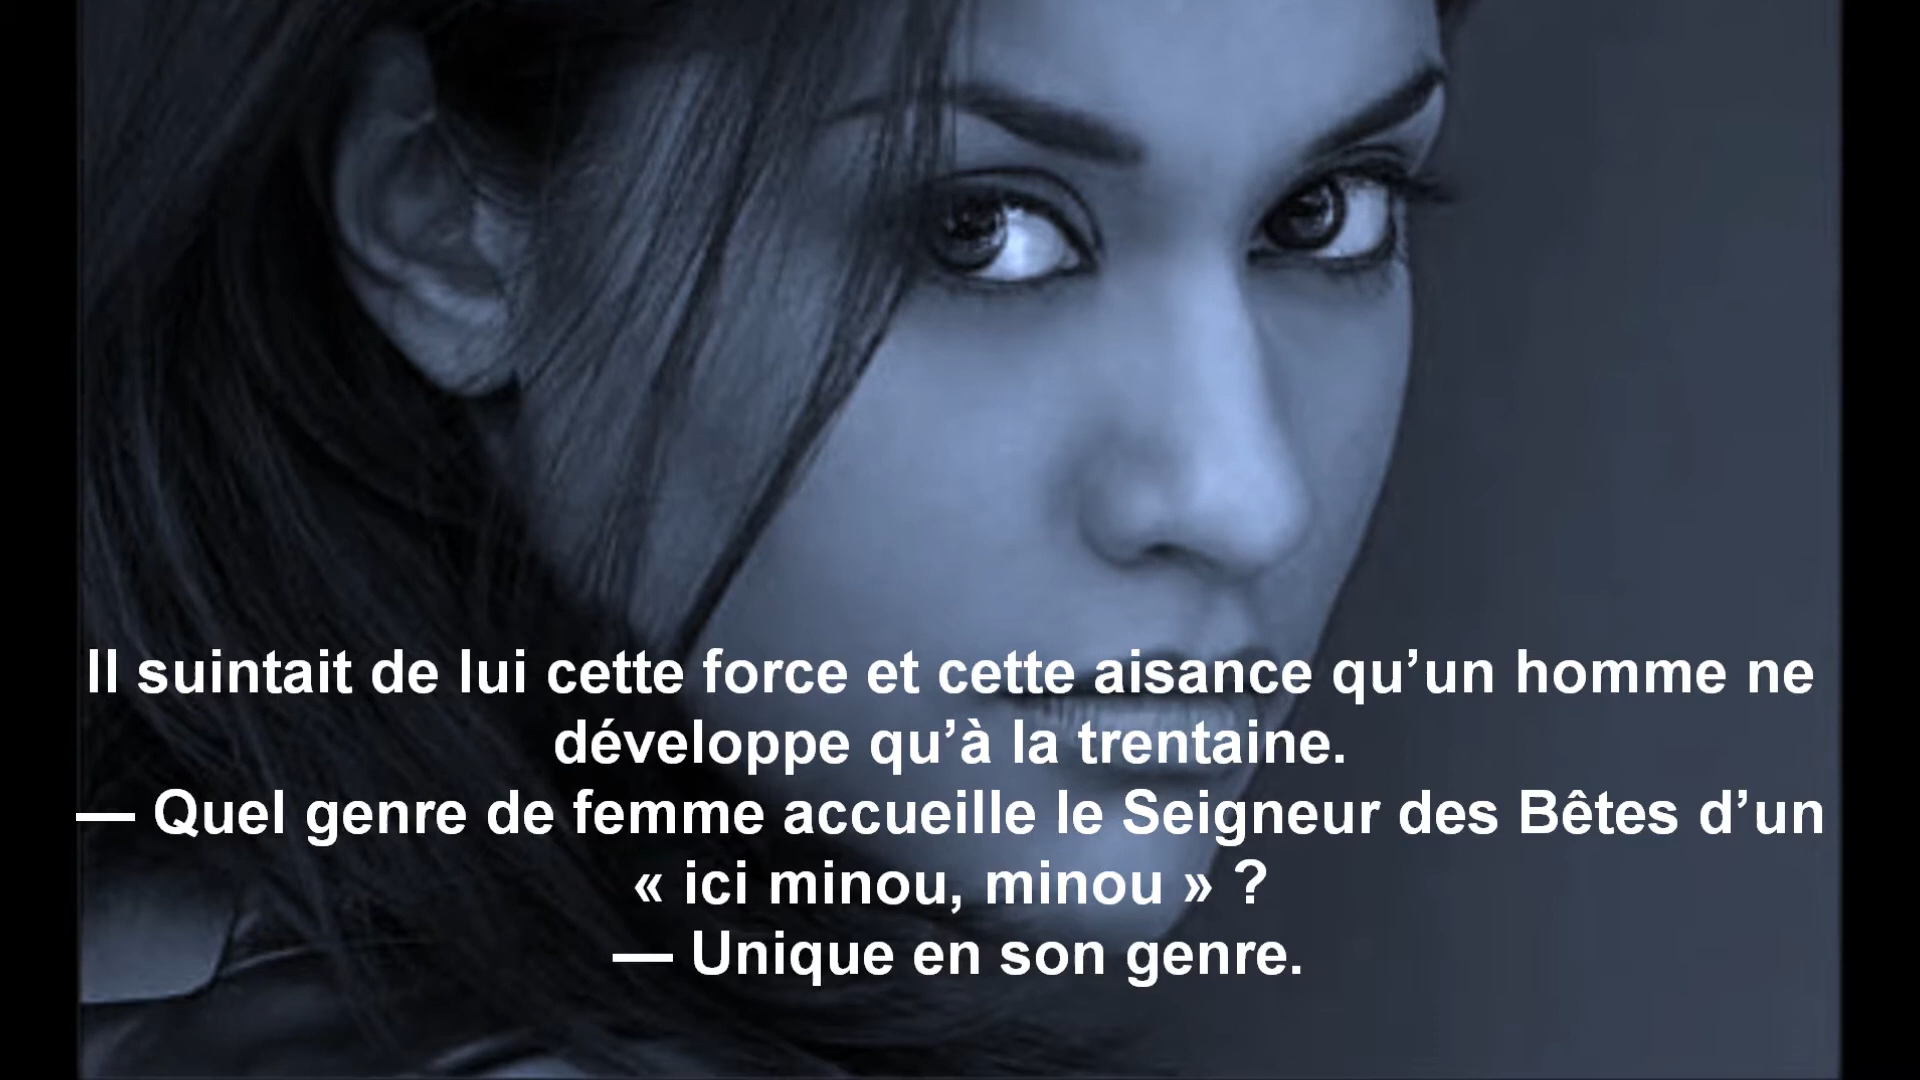 Il suintait de lui cette force et cette aisance qu’un homme ne
développe qu’à la trentaine.
— Quel genre de femme accueille le Seigneur des Bêtes d’un
« ici minou, minou » ?
— Unique en son genre.